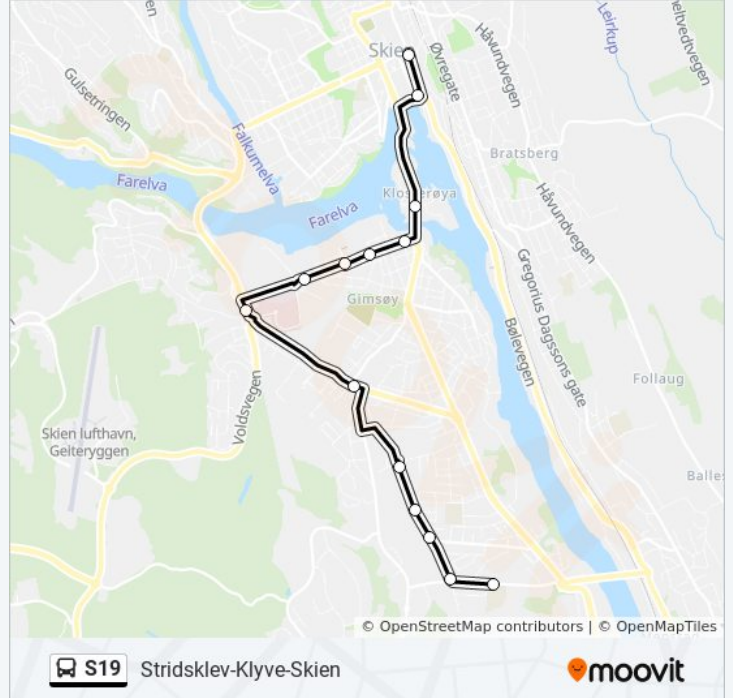 Leirkup
Håvundvegen
Skien
Øvregate
Gulsetringen
Falkumelva
Bratsberg
Farelva
Farelva
Klosterøya
Håvundvegen
Gregorius Dagssons gate
Gimsøy
Bølevegen
Follaug
Voldsvegen
Skien lufthavn,
Geiteryggen
© OpenStreetMap contributors | © OpenMapTiles
S19 Stridsklev-Klyve-Skien
moovit